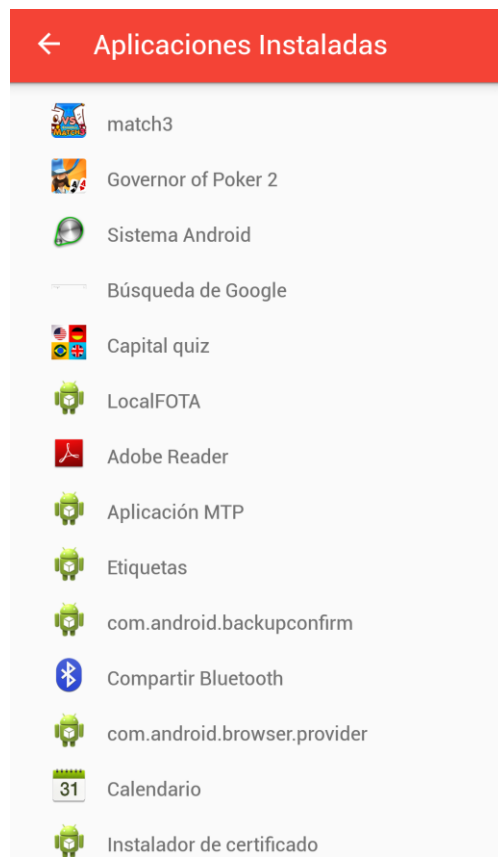 Aplicaciones Instaladas
match3
Governor of Poker 2
Sistema Android
Búsqueda de Google
Capital quiz
LocalFOTA
Adobe Reader
Aplicación MTP
Etiquetas
com.android.backupconfirm
Compartir Bluetooth
com.android.browser.provider
31
Calendario
Instalador de certificado